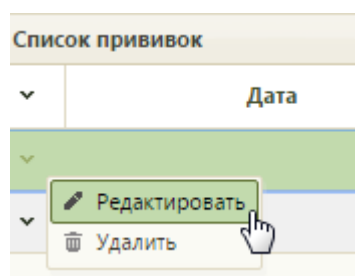 Список прививок
Дата
Редактировать
Удалить